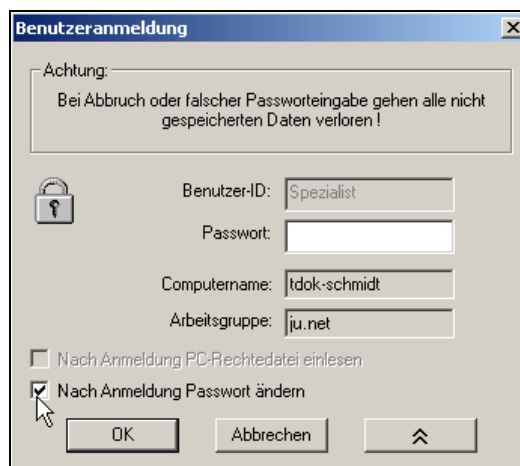 Benutzeranmeldung
Achtung:
Bei Abbruch oder falscher Passworteingabe gehen alle nicht
gespeicherten Daten verloren !
Benutzer-ID: Spezialist
Passwort:
Computername: tdok-schmidt
Arbeitsgruppe: ju.net
Nach Anmeldung PC-Rechtedatei einlesen
Nach Anmeldung Passwort ändern
OK Abbrechen